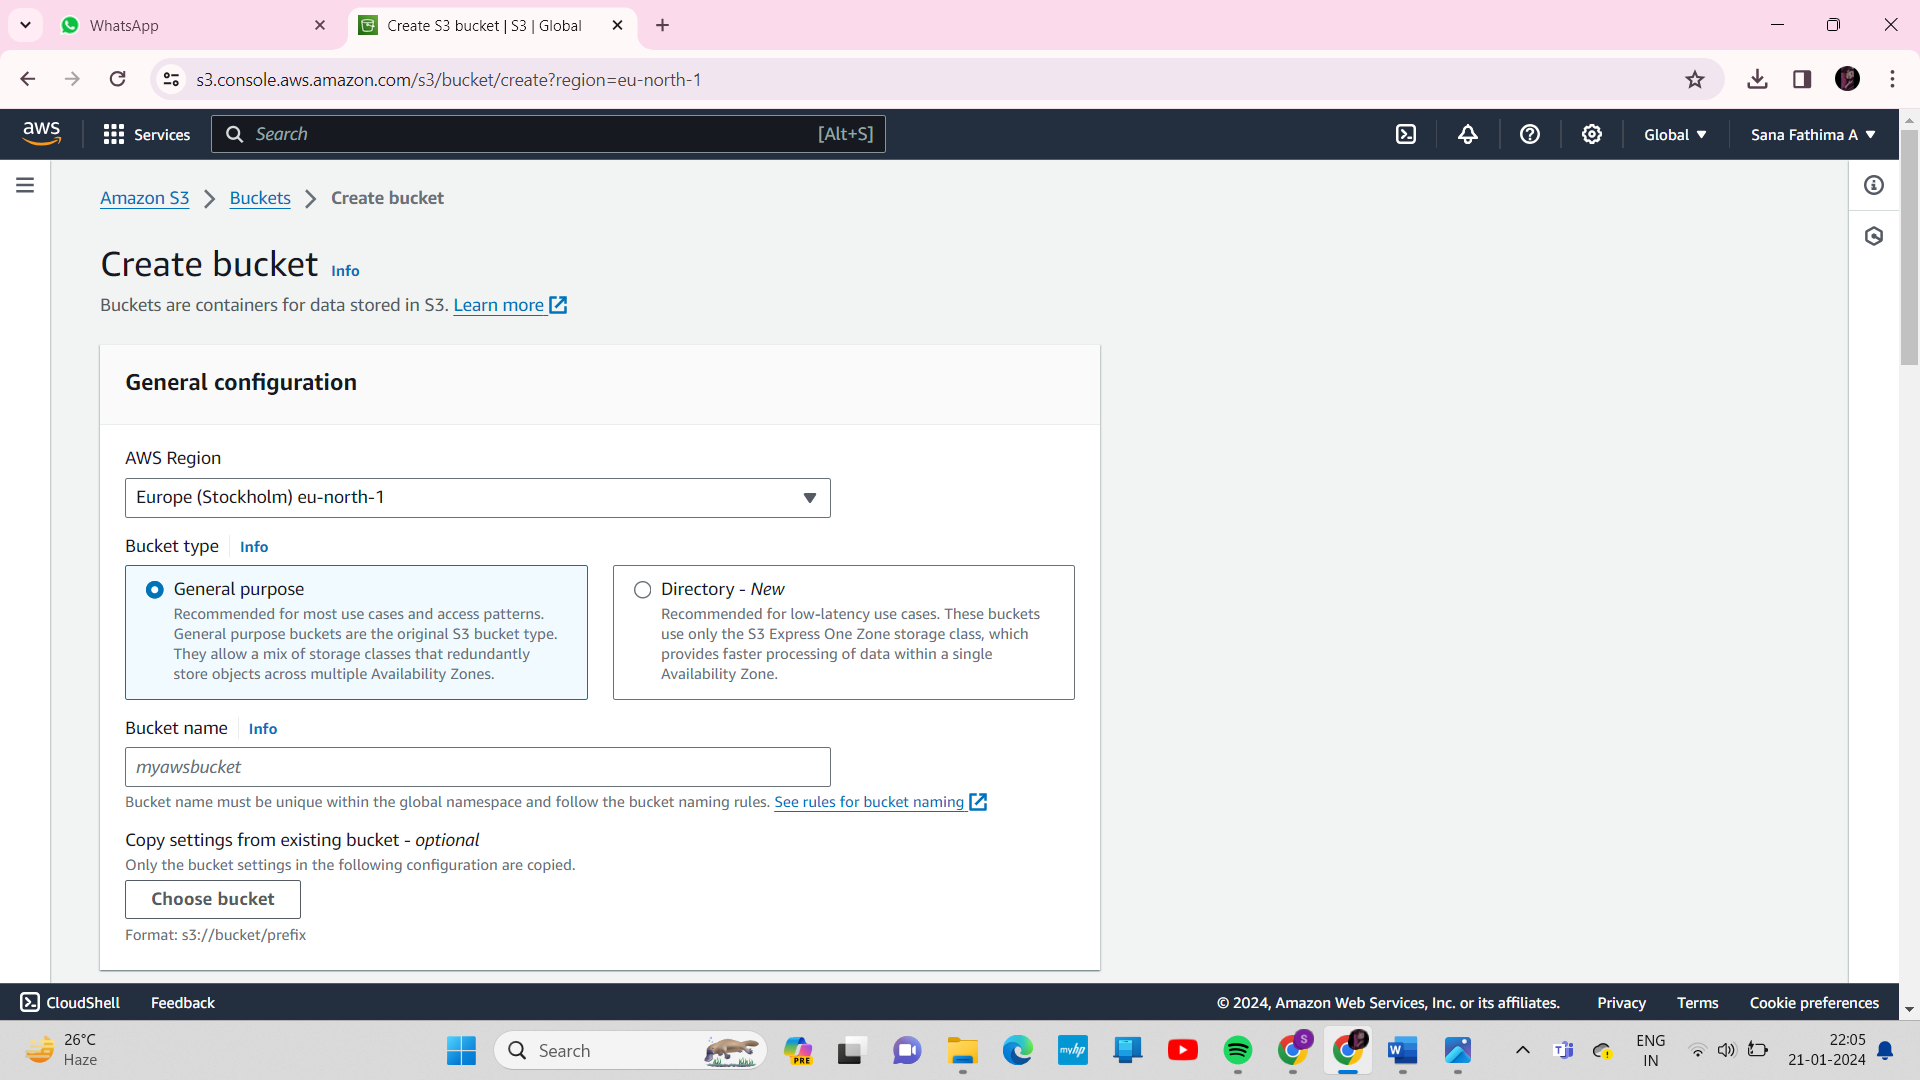 WhatsApp
Create S3 bucket | S3 | Global
s3.console.aws.amazon.com/s3/bucket/create?region=eu-north-1
aws
Services
Search
[Alt+S]
Global
Sana Fathima A
Amazon S3
Buckets
Create bucket
Create bucket
Info
Buckets are containers for data stored in S3. Learn more
General configuration
AWS Region
Europe (Stockholm) eu-north-1
Bucket type
Info
General purpose
Recommended for most use cases and access patterns.
General purpose buckets are the original S3 bucket type.
They allow a mix of storage classes that redundantly
store objects across multiple Availability Zones.
Directory - New
Recommended for low-latency use cases. These buckets
use only the S3 Express One Zone storage class, which
provides faster processing of data within a single
Availability Zone.
Bucket name
Info
myawsbucket
Bucket name must be unique within the global namespace and follow the bucket naming rules. See rules for bucket naming
Copy settings from existing bucket - optional
Only the bucket settings in the following configuration are copied.
Choose bucket
Format: s3://bucket/prefix
CloudShell
Feedback
© 2024, Amazon Web Services, Inc. or its affiliates.
Privacy
Terms
Cookie preferences
26°C
Haze
Search
PRE
myhp
S
ENG
IN
22:05
21-01-2024